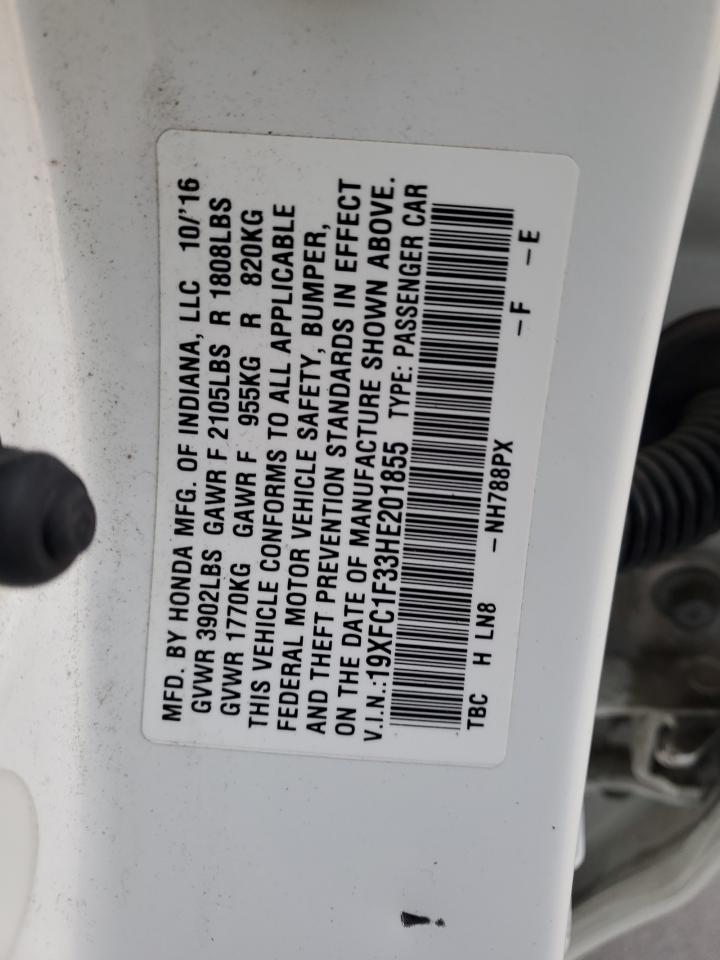 MFD. BY HONDA MFG. OF INDIANA, LLC 10/'16
GVWR 3902LBS GAWR F 2105LBS R 1808LBS
GVWR 1770KG GAWR F 955KG R 820KG
THIS VEHICLE CONFORMS TO ALL APPLICABLE
FEDERAL MOTOR VEHICLE SAFETY, BUMPER,
AND THEFT PREVENTION STANDARDS IN EFFECT
ON THE DATE OF MANUFACTURE SHOWN ABOVE.
V.I.N.:19XFC1F33HE201855 TYPE: PASSENGER CAR
TBC H LN8 -NH788PX -F -E